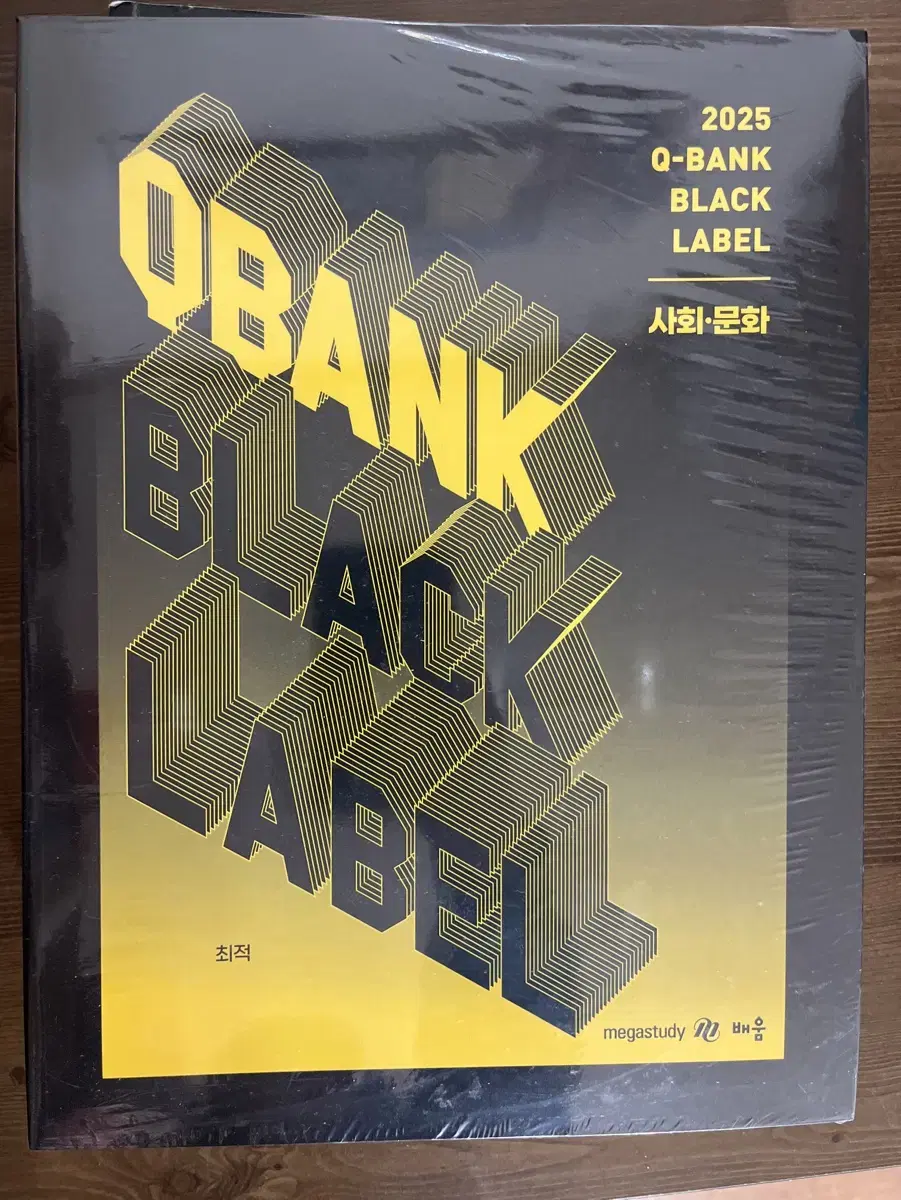 2025
Q-BANK
BLACK
LABEL
사회·문화
QBANK
BLACK
LABEL
최적
megastudy m 배움